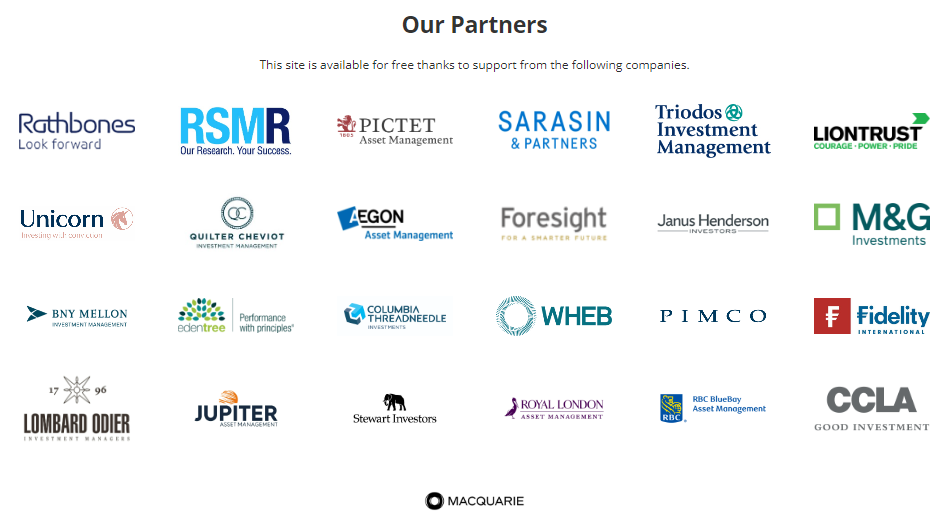 Our Partners
This site is available for free thanks to support from the following companies.
Rathbones
Look forward
RSMR
Our Research. Your Success.
1805 PICTET
Asset Management
SARASIN
& PARTNERS
Triodos
Investment
Management
LIONTRUST
COURAGE · POWER · PRIDE
Unicorn
Investing with conviction
QC
QUILTER CHEVIOT
INVESTMENT MANAGEMENT
AEGON
Asset Management
Foresight
FOR A SMARTER FUTURE
Janus Henderson
INVESTORS
M&G
Investments
BNY MELLON
INVESTMENT MANAGEMENT
edentree
Performance
with principles
COLUMBIA
THREADNEEDLE
INVESTMENTS
WHEB
PIMCO
F Fidelity
INTERNATIONAL
17 96
LOMBARD ODIER
INVESTMENT MANAGERS
JUPITER
ASSET MANAGEMENT
Stewart Investors
ROYAL LONDON
ASSET MANAGEMENT
RBC
RBC BlueBay
Asset Management
CCLA
GOOD INVESTMENT
MACQUARIE